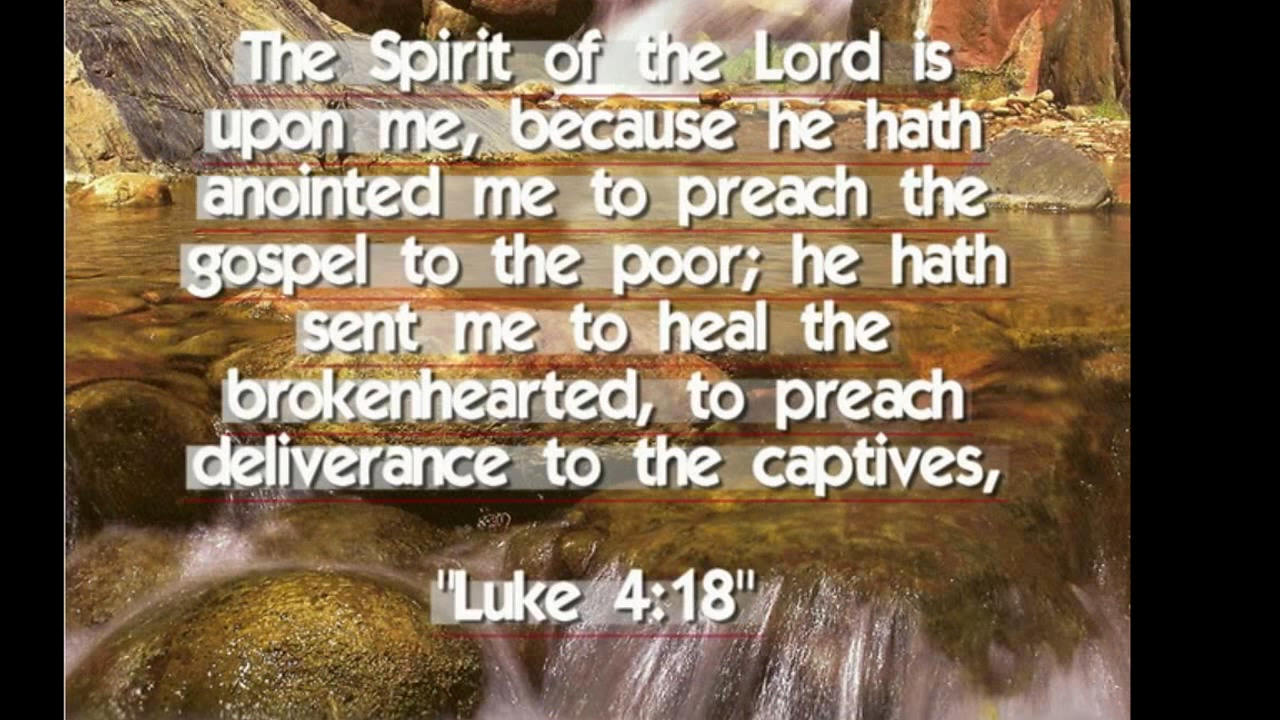 The Spirit of the Lord is
upon me, because he hath
anointed me to preach the
gospel to the poor; he hath
sent me to heal the
brokenhearted, to preach
deliverance to the captives,
"Luke 4:18"